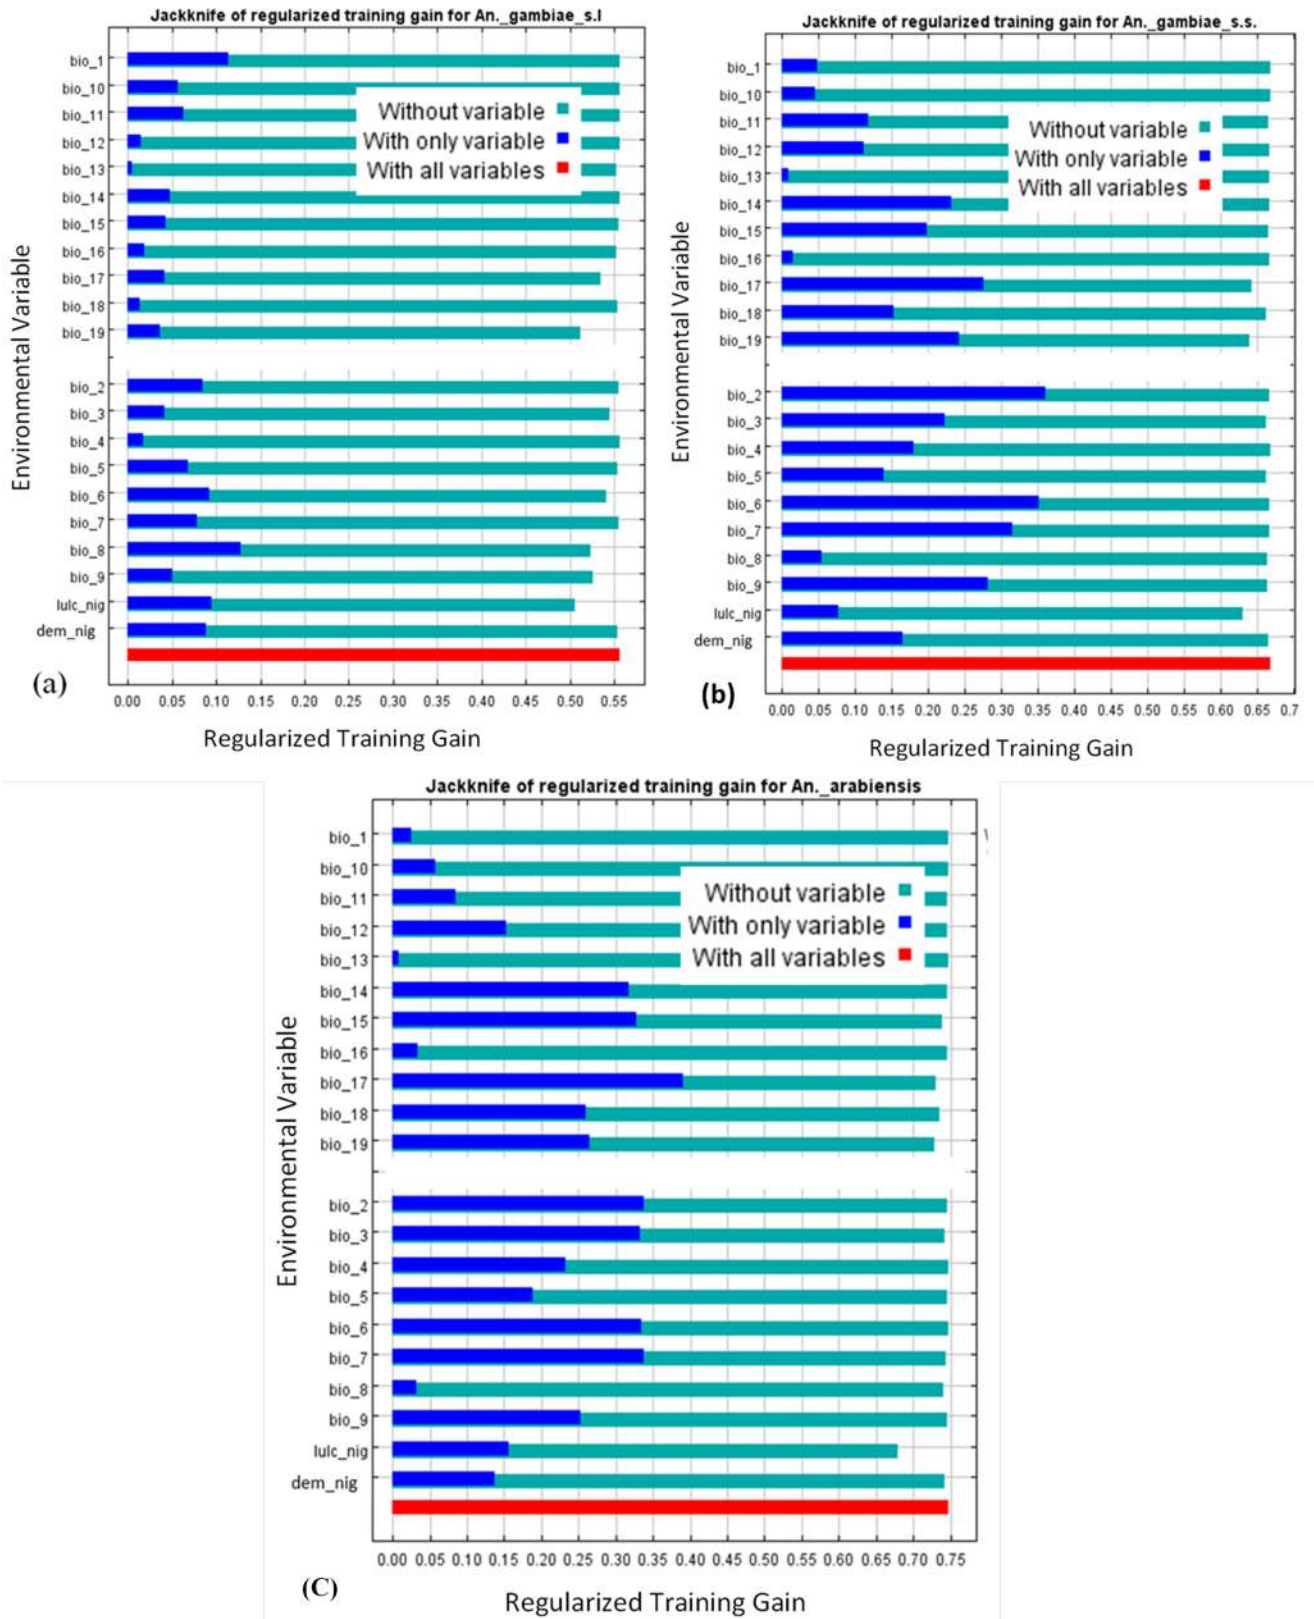 Jackknife of regularized training gain for An._gambiae_s.l
bio_1
bio_10
bio_11
bio_12
bio_13
bio_14
bio_15
bio_16
bio_17
bio_18
bio_19
bio_2
bio_3
bio_4
bio_5
bio_6
bio_7
bio_8
bio_9
lulc_nig
dem_nig
Environmental Variable
Without variable
With only variable
With all variables
(a)
0.00 0.05 0.10 0.15 0.20 0.25 0.30 0.35 0.40 0.45 0.50 0.55
Regularized Training Gain
Jackknife of regularized training gain for An._gambiae_s.s.
bio_1
bio_10
bio_11
bio_12
bio_13
bio_14
bio_15
bio_16
bio_17
bio_18
bio_19
bio_2
bio_3
bio_4
bio_5
bio_6
bio_7
bio_8
bio_9
lulc_nig
dem_nig
Environmental Variable
Without variable
With only variable
With all variables
(b)
0.00 0.05 0.10 0.15 0.20 0.25 0.30 0.35 0.40 0.45 0.50 0.55 0.60 0.65 0.7
Regularized Training Gain
Jackknife of regularized training gain for An._arabiensis
bio_1
bio_10
bio_11
bio_12
bio_13
bio_14
bio_15
bio_16
bio_17
bio_18
bio_19
bio_2
bio_3
bio_4
bio_5
bio_6
bio_7
bio_8
bio_9
lulc_nig
dem_nig
Environmental Variable
Without variable
With only variable
With all variables
(C)
0.00 0.05 0.10 0.15 0.20 0.25 0.30 0.35 0.40 0.45 0.50 0.55 0.60 0.65 0.70 0.75
Regularized Training Gain